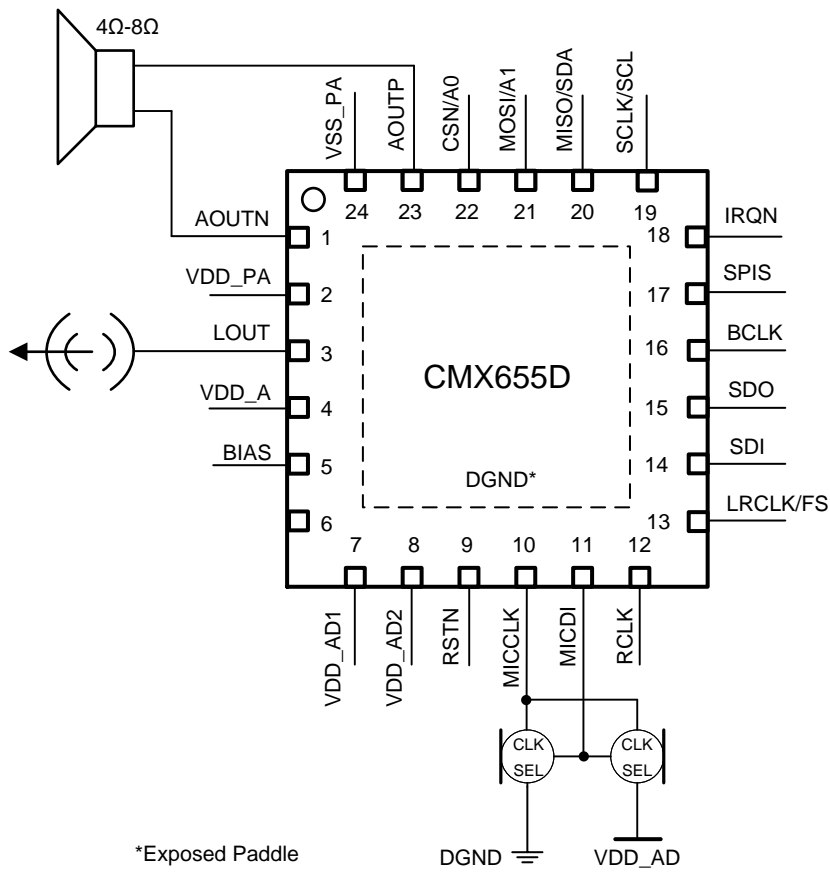 4Ω-8Ω
VSS_PA
AOUTP
CSN/A0
MOSI/A1
MISO/SDA
SCLK/SCL
24
23
22
21
20
19
AOUTN
1
18
IRQN
VDD_PA
2
17
SPIS
LOUT
3
16
BCLK
CMX655D
VDD_A
4
15
SDO
BIAS
5
14
SDI
DGND*
6
13
LRCLK/FS
7
8
9
10
11
12
VDD_AD1
VDD_AD2
RSTN
MICCLK
MICDI
RCLK
CLK
SEL
CLK
SEL
*Exposed Paddle
DGND
VDD_AD